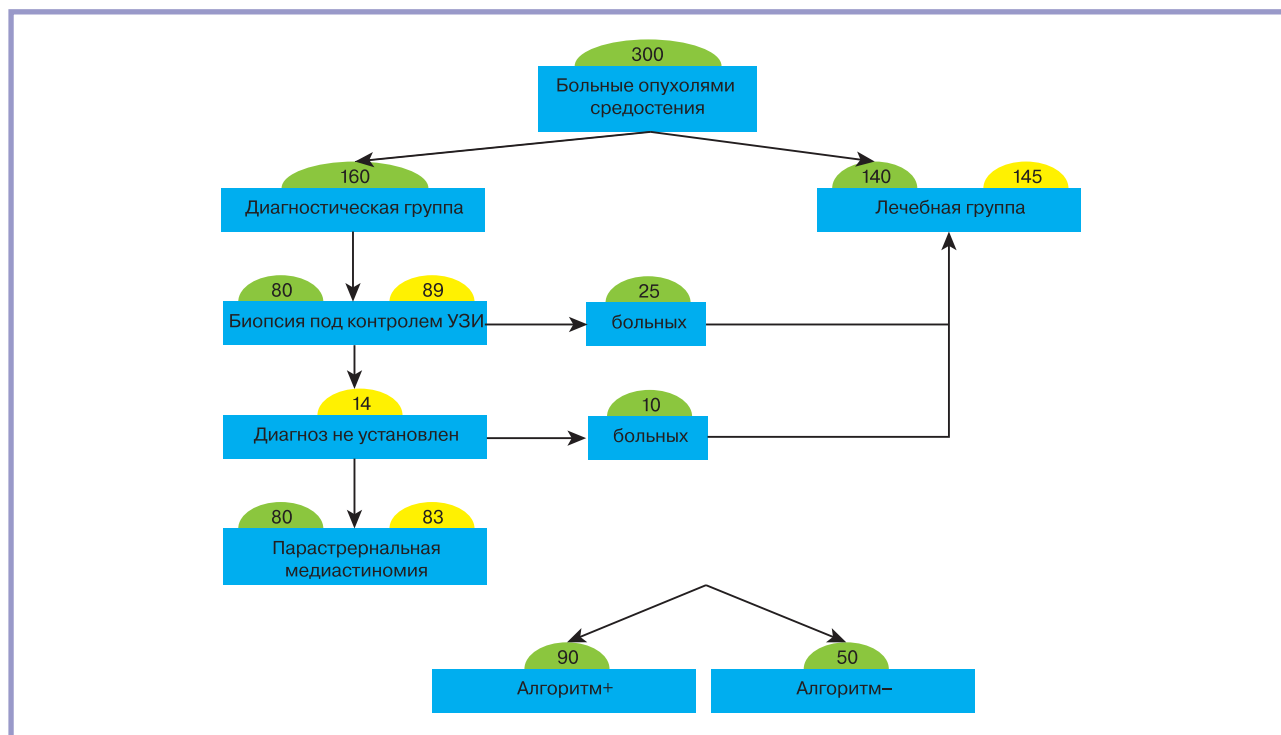 300
Больные опухолями
средостения
160
Диагностическая группа
140
145
Лечебная группа
80
89
Биопсия под контролем УЗИ
25
больных
14
Диагноз не установлен
10
больных
80
83
Парастрернальная
медиастиномия
90
Алгоритм+
50
Алгоритм–